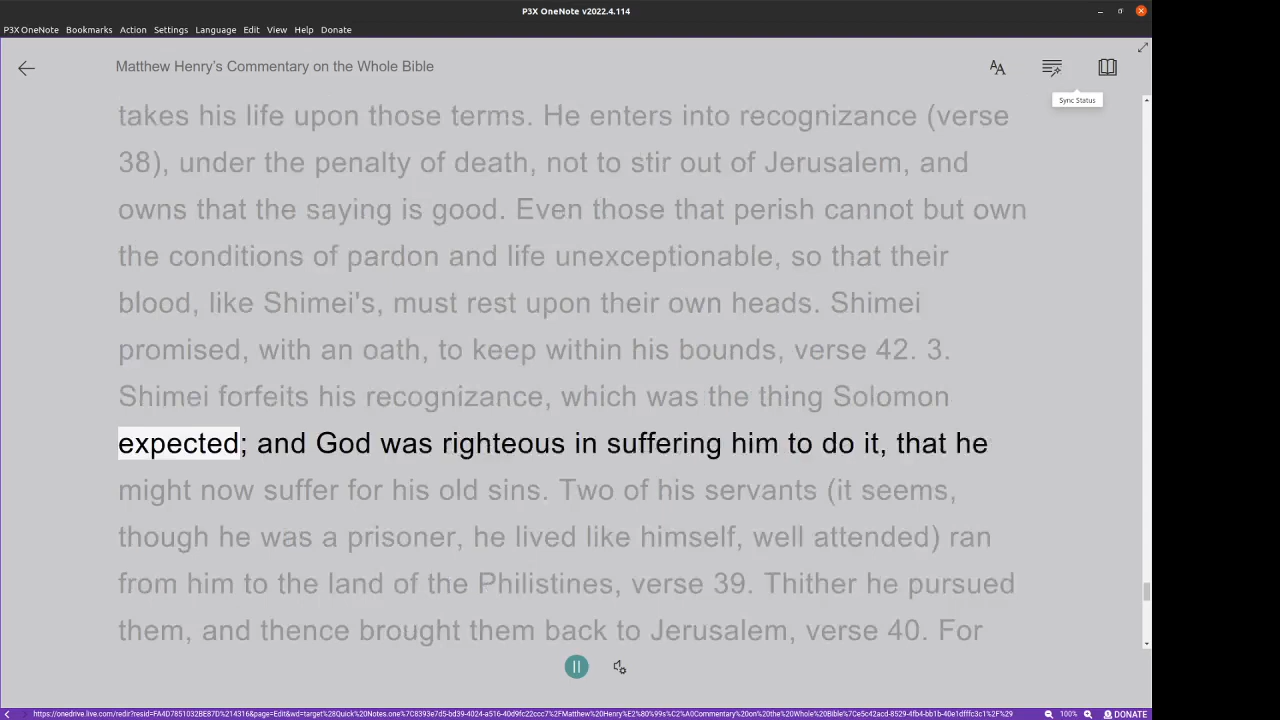 P3X OneNote v2022.4.114
P3X OneNote Bookmarks Action Settings Language Edit View Help Donate
Matthew Henry's Commentary on the Whole Bible
Sync Status
takes his life upon those terms. He enters into recognizance (verse
38), under the penalty of death, not to stir out of Jerusalem, and
owns that the saying is good. Even those that perish cannot but own
the conditions of pardon and life unexceptionable, so that their
blood, like Shimei's, must rest upon their own heads. Shimei
promised, with an oath, to keep within his bounds, verse 42. 3.
Shimei forfeits his recognizance, which was the thing Solomon
expected; and God was righteous in suffering him to do it, that he
might now suffer for his old sins. Two of his servants (it seems,
though he was a prisoner, he lived like himself, well attended) ran
from him to the land of the Philistines, verse 39. Thither he pursued
them, and thence brought them back to Jerusalem, verse 40. For
100% DONATE